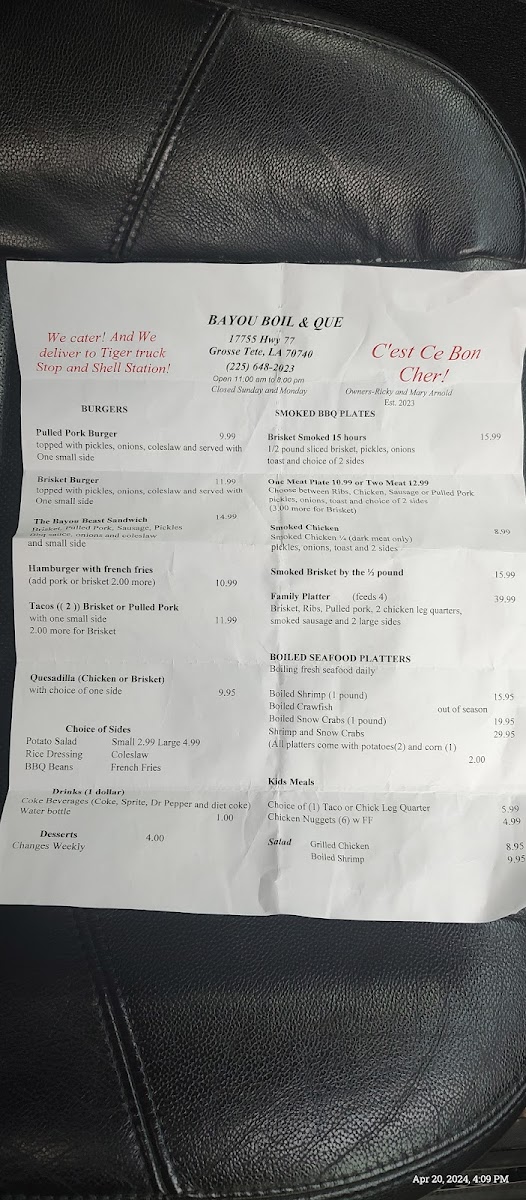 BAYOU BOIL & QUE
17755 Hwy 77
Grosse Tete, LA 70740
(225) 648-2023
Open 11:00 am to 8:00 pm
Closed Sunday and Monday
We cater! And We
deliver to Tiger truck
Stop and Shell Station!
C'est Ce Bon
Cher!
Owners-Ricky and Mary Arnold
Est. 2023
BURGERS
Pulled Pork Burger 9.99
topped with pickles, onions, coleslaw and served with
One small side
Brisket Burger 11.99
topped with pickles, onions, coleslaw and served with
One small side
The Bayou Beast Sandwich 14.99
Brisket, Pulled Pork, Sausage, Pickles
Bbq sauce, onions and coleslaw
and small side
Hamburger with french fries
(add pork or brisket 2.00 more) 10.99
Tacos (( 2 )) Brisket or Pulled Pork
with one small side 11.99
2.00 more for Brisket
Quesadilla (Chicken or Brisket)
with choice of one side 9.95
Choice of Sides
Potato Salad Small 2.99 Large 4.99
Rice Dressing Coleslaw
BBQ Beans French Fries
Drinks (1 dollar)
Coke Beverages (Coke, Sprite, Dr Pepper and diet coke)
Water bottle 1.00
Desserts 4.00
Changes Weekly
SMOKED BBQ PLATES
Brisket Smoked 15 hours 15.99
1/2 pound sliced brisket, pickles, onions
toast and choice of 2 sides
One Meat Plate 10.99 or Two Meat 12.99
Choose between Ribs, Chicken, Sausage or Pulled Pork
pickles, onions, toast and choice of 2 sides
(3.00 more for Brisket)
Smoked Chicken 8.99
Smoked Chicken ¼ (dark meat only)
pickles, onions, toast and 2 sides
Smoked Brisket by the ½ pound 15.99
Family Platter (feeds 4) 39.99
Brisket, Ribs, Pulled pork, 2 chicken leg quarters,
smoked sausage and 2 large sides
BOILED SEAFOOD PLATTERS
Boiling fresh seafood daily
Boiled Shrimp (1 pound) 15.95
Boiled Crawfish out of season
Boiled Snow Crabs (1 pound) 19.95
Shrimp and Snow Crabs 29.95
(All platters come with potatoes(2) and corn (1)
2.00
Kids Meals
Choice of (1) Taco or Chick Leg Quarter 5.99
Chicken Nuggets (6) w FF 4.99
Salad Grilled Chicken 8.95
Boiled Shrimp 9.95
Apr 20, 2024, 4:09 PM